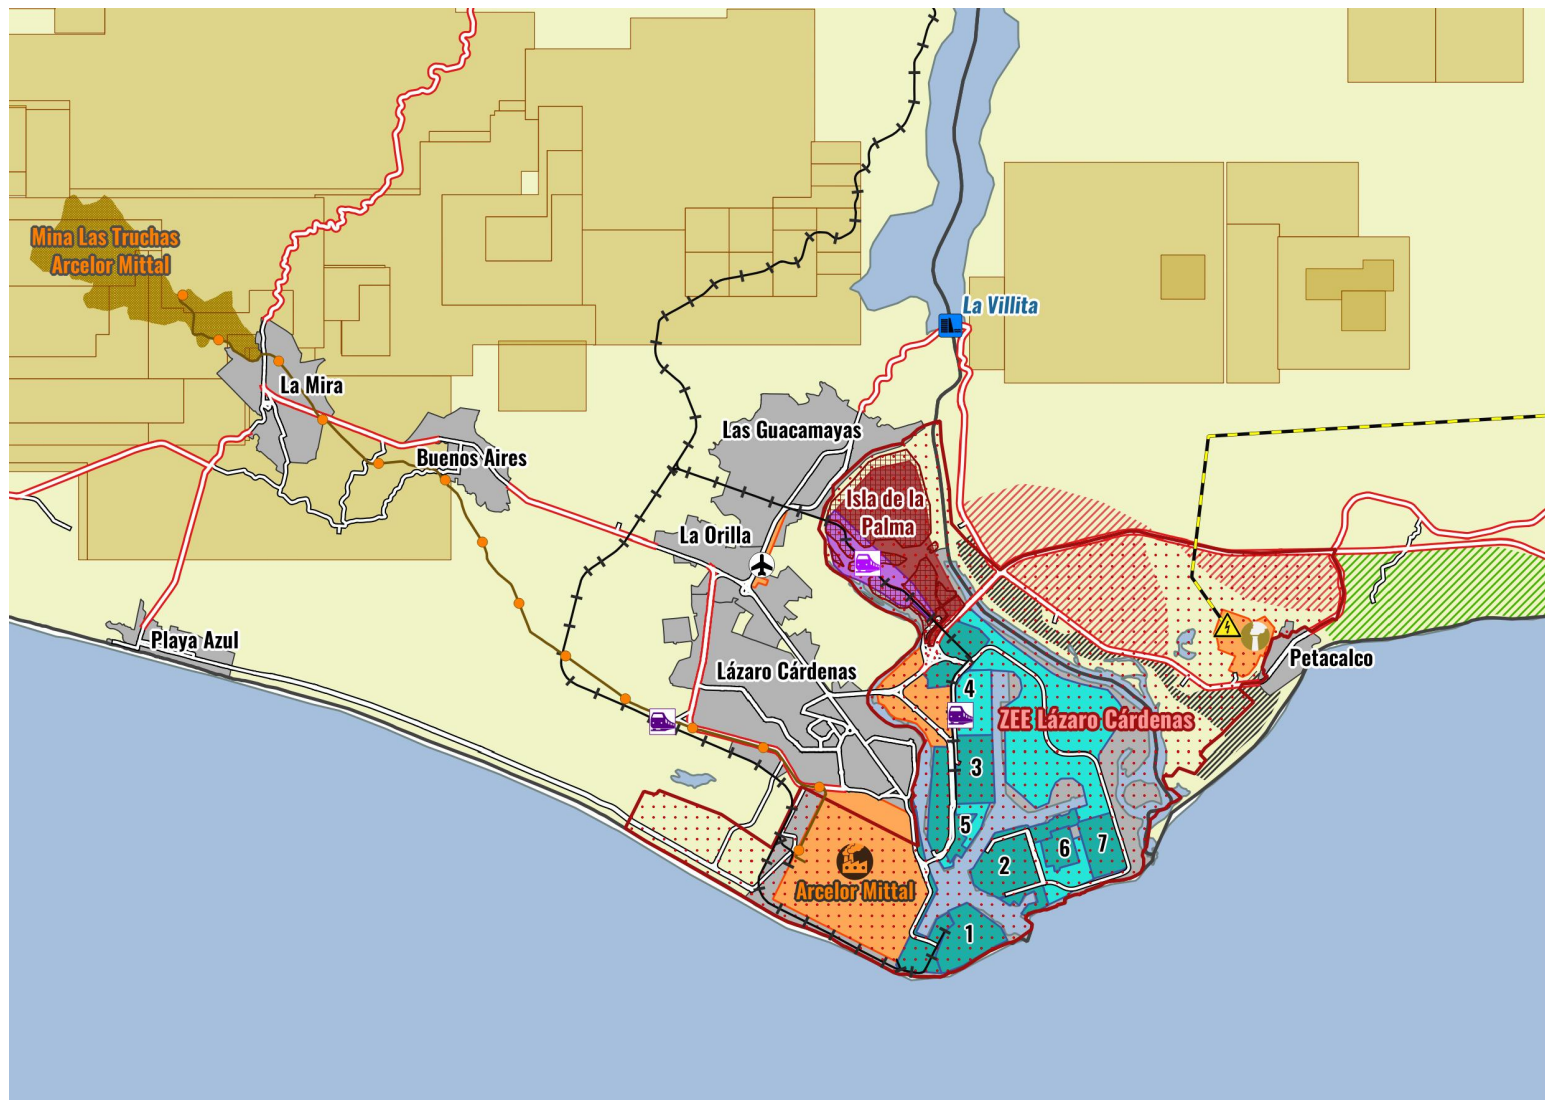 Mina Las Truchas
Arcelor Mittal
La Villita
La Mira
Las Guacamayas
Buenos Aires
Isla de la
Palma
La Orilla
Playa Azul
Petacalco
Lázaro Cárdenas
4
ZEE Lázaro Cárdenas
3
5
7
6
2
Arcelor Mittal
1